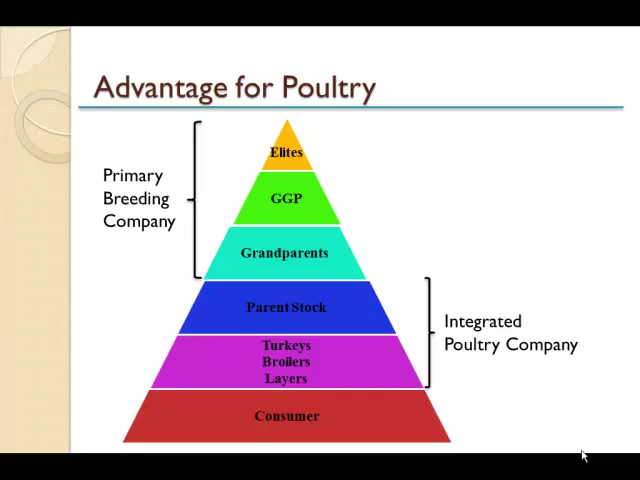 Advantage for Poultry
Elites
Primary
Breeding
Company
GGP
Grandparents
Parent Stock
Integrated
Poultry Company
Turkeys
Broilers
Layers
Consumer